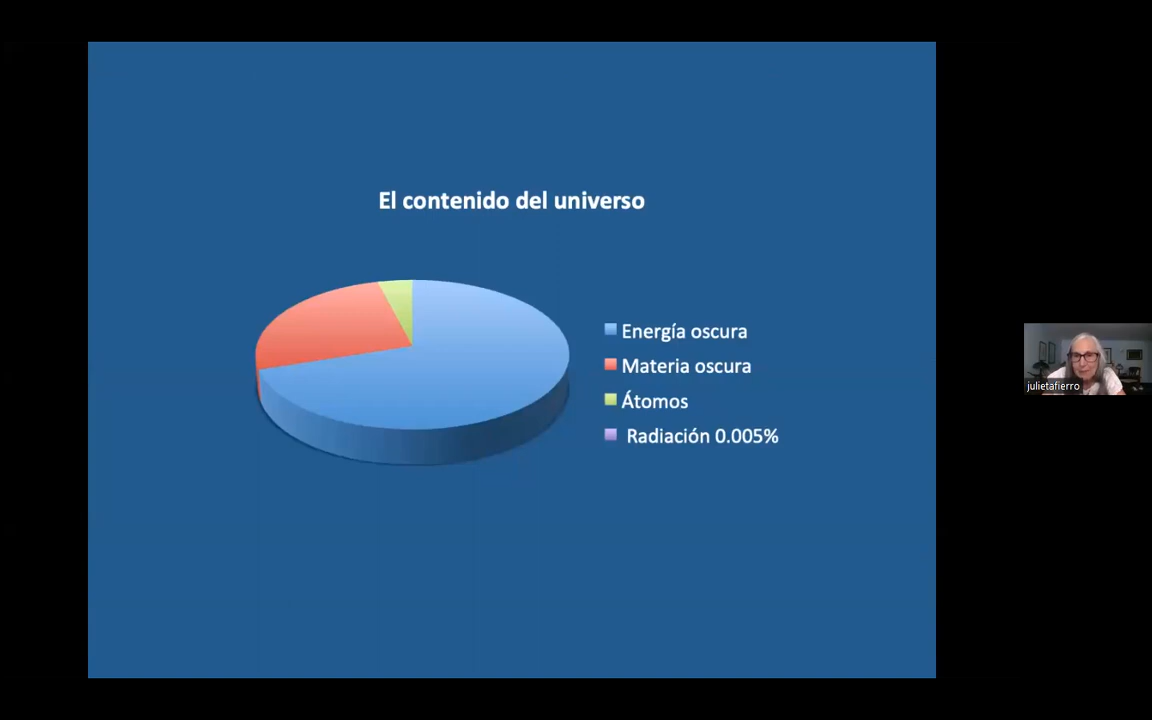 El contenido del universo
Energía oscura
Materia oscura
Átomos
Radiación 0.005%
julietafierro